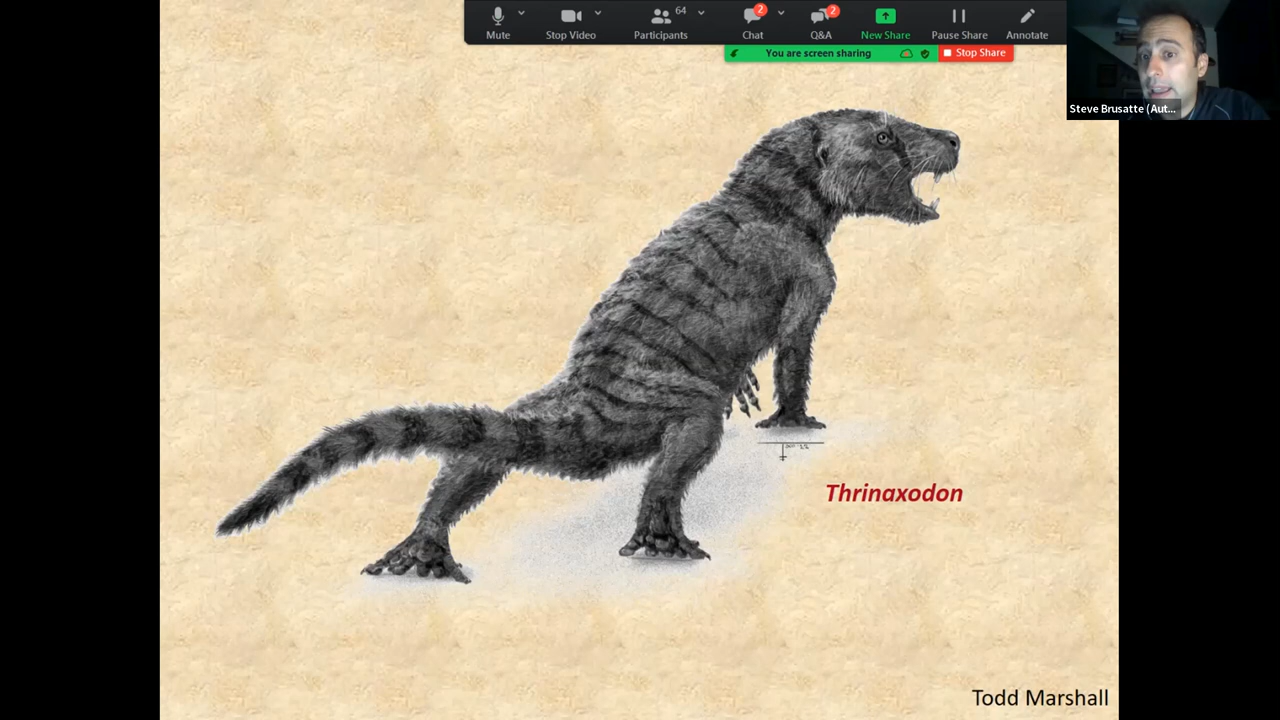 64
2
2
Mute
Stop Video
Participants
Chat
Q&A
New Share
Pause Share
Annotate
You are screen sharing
Stop Share
Steve Brusatte (Aut...
Thrinaxodon
Todd Marshall